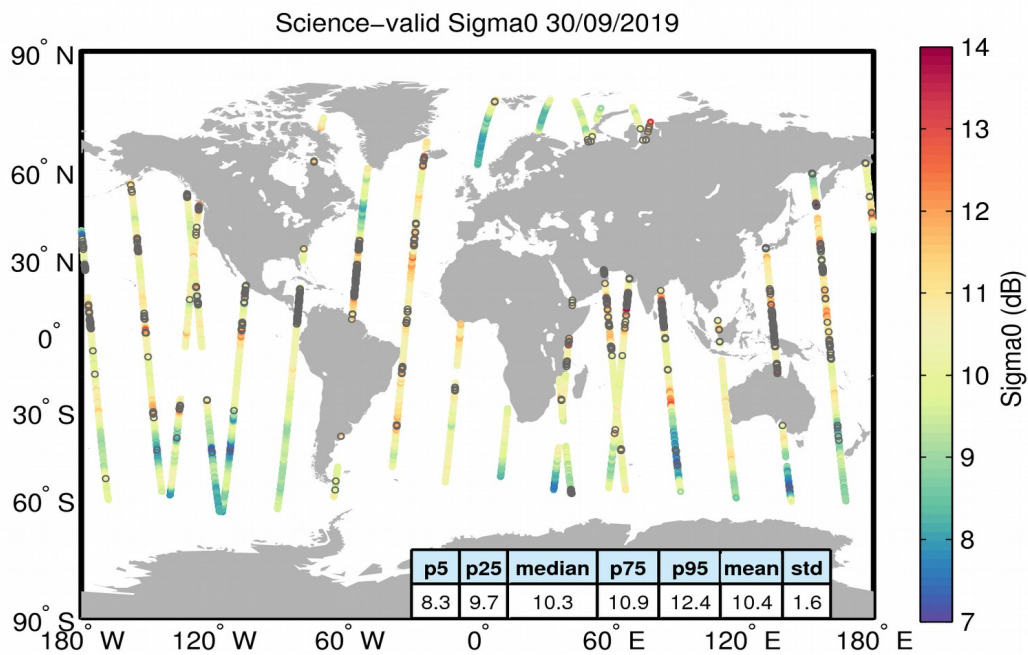 Science−valid Sigma0 30/09/2019
90° N
60° N
30° N
0°
30° S
60° S
90° S
180° W
120° W
60° W
0°
60° E
120° E
180° E
p5 p25 median p75 p95 mean std
8.3 9.7 10.3 10.9 12.4 10.4 1.6
14
13
12
11
10
9
8
7
Sigma0 (dB)